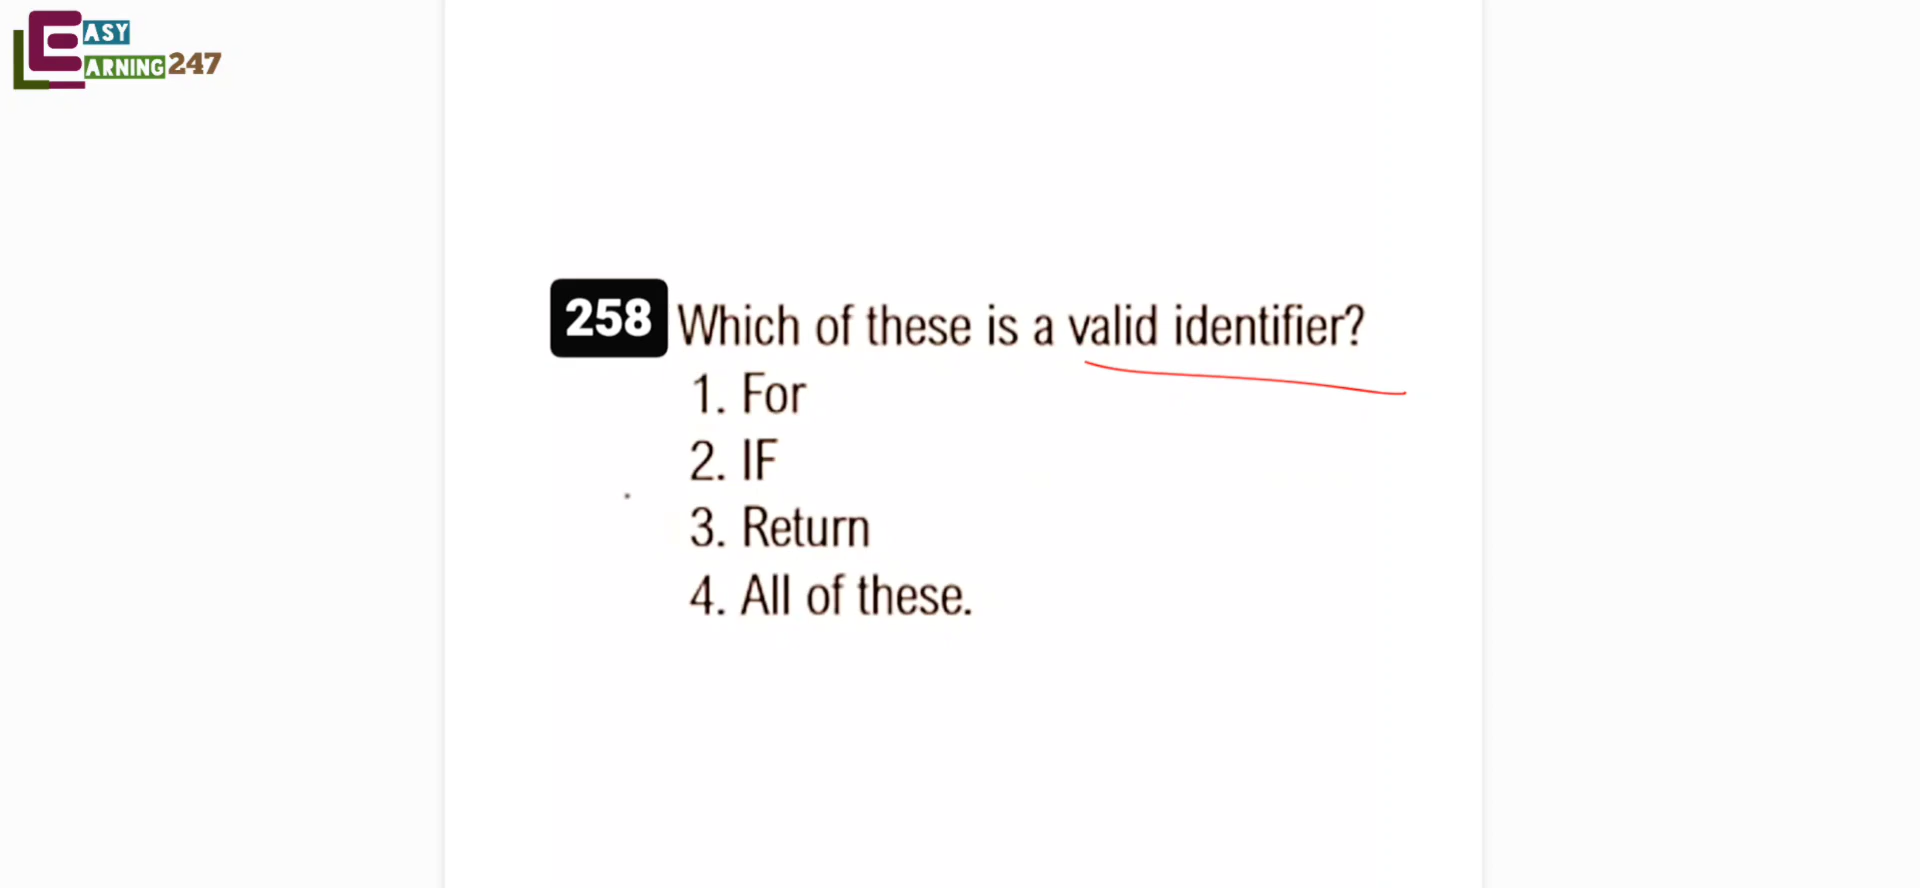 EASY
LEARNING247
258 Which of these is a valid identifier?
1. For
2. IF
3. Return
4. All of these.